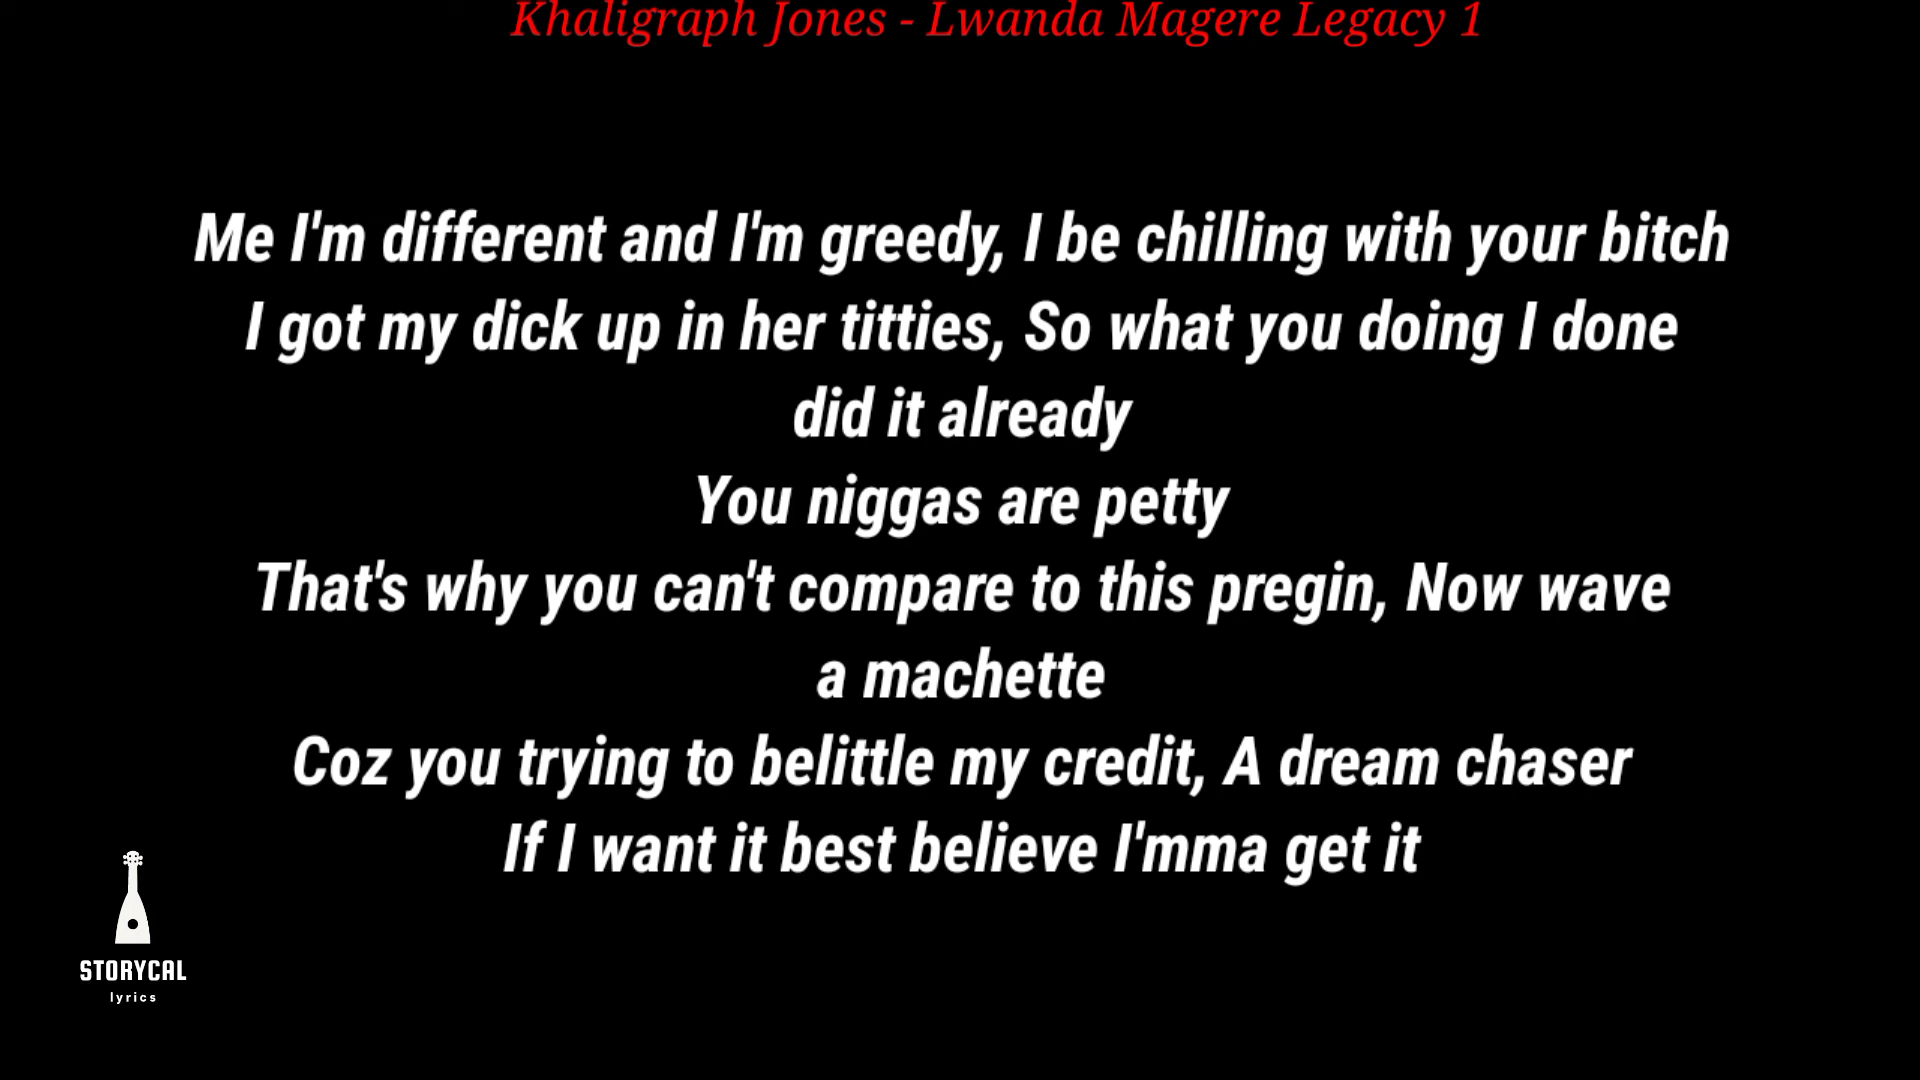 Khaligraph Jones - Lwanda Magere Legacy 1
Me I'm different and I'm greedy, I be chilling with your bitch
I got my dick up in her titties, So what you doing I done
did it already
You niggas are petty
That's why you can't compare to this pregin, Now wave
a machette
Coz you trying to belittle my credit, A dream chaser
If I want it best believe I'mma get it
STORYCAL
lyrics